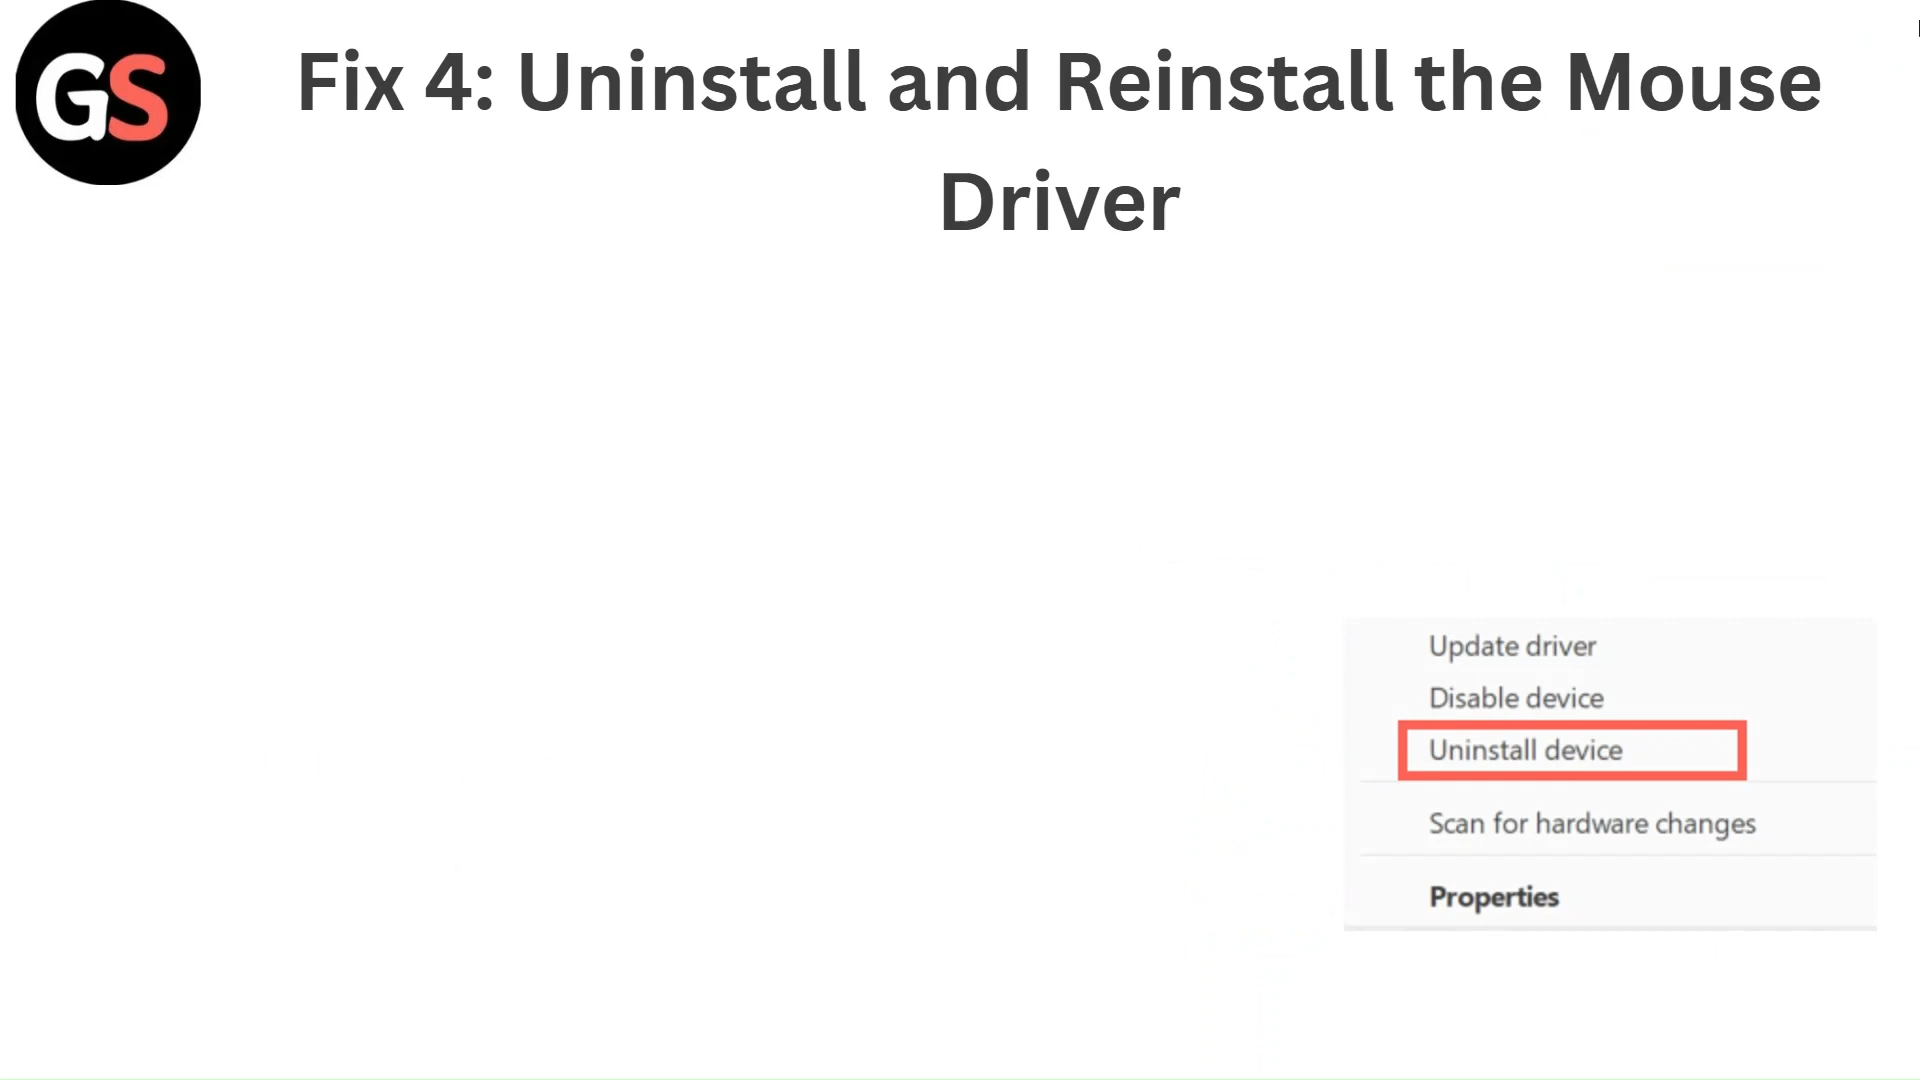 GS
Fix 4: Uninstall and Reinstall the Mouse
Driver
Update driver
Disable device
Uninstall device
Scan for hardware changes
Properties